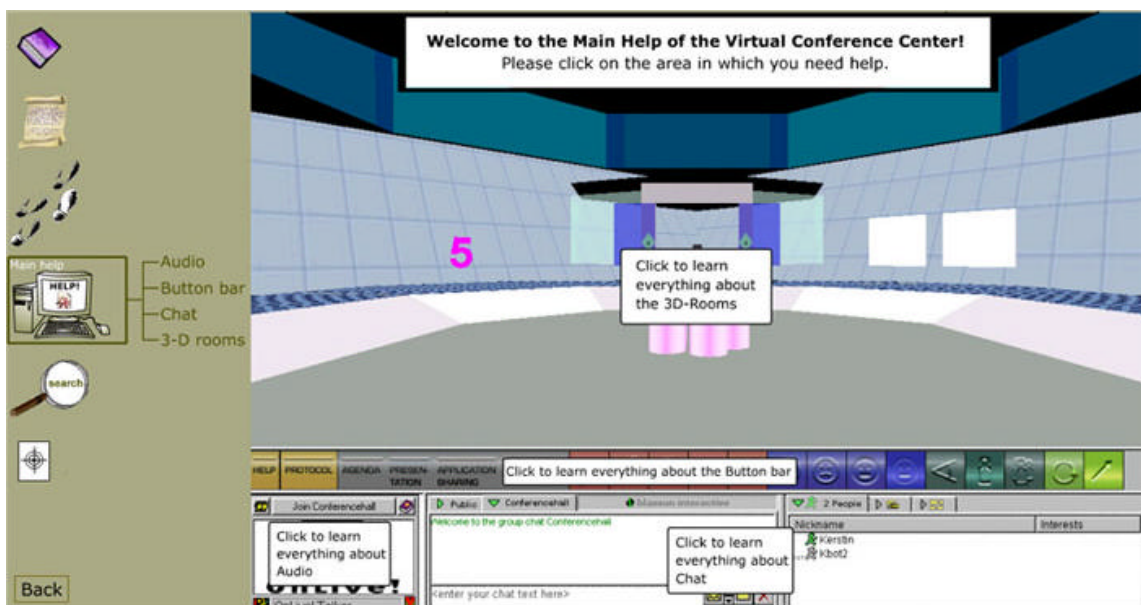 Welcome to the Main Help of the Virtual Conference Center!
Please click on the area in which you need help.
Main help
HELP!
Audio
Button bar
Chat
3-D rooms
search
Back
5
Click to learn
everything about
the 3D-Rooms
HELP
PROTOCOL
AGENDA
PRESEN-
TATION
APPLICATION
SHARING
Click to learn everything about the Button bar
Join Conferencehall
Click to learn
everything about
Audio
OnLive! Talker
Public
Conferencehall
Welcome to the group chat Conferencehall
<enter your chat text here>
Click to learn
everything about
Chat
2 People
Nickname
Interests
Kerstin
Kbot2